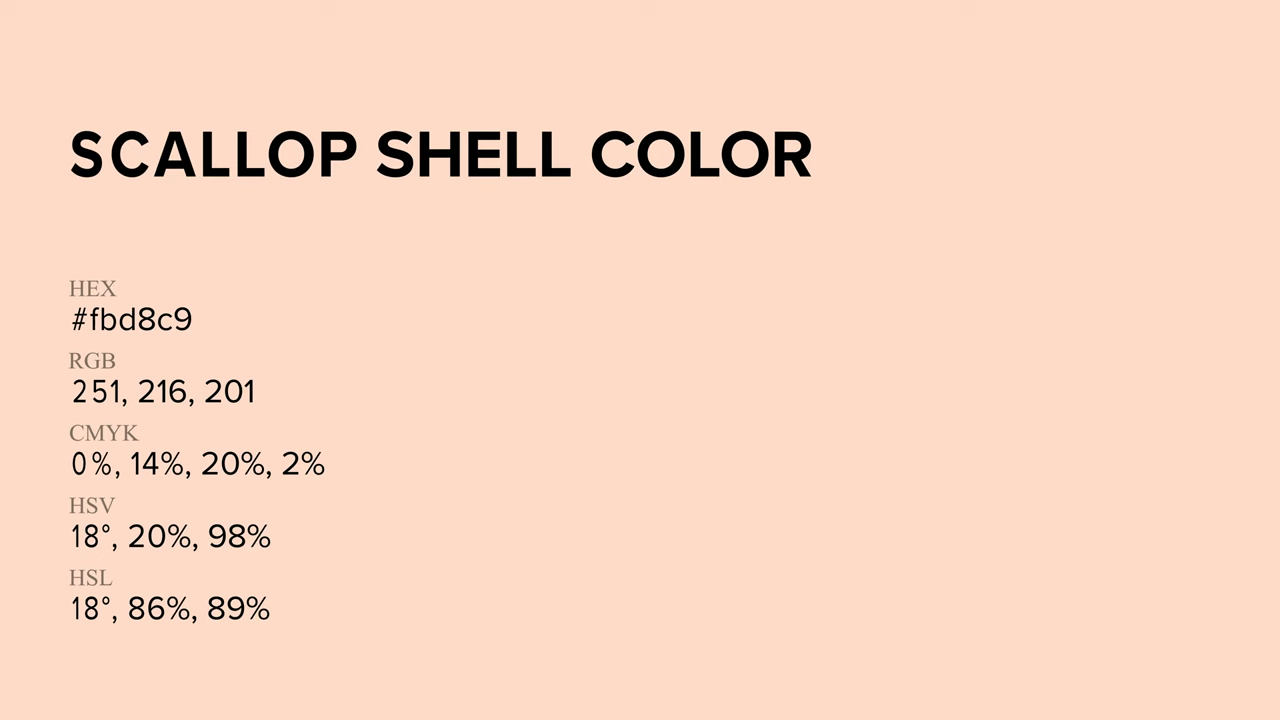 SCALLOP SHELL COLOR
HEX
#fbd8c9
RGB
251, 216, 201
CMYK
0%, 14%, 20%, 2%
HSV
18°, 20%, 98%
HSL
18°, 86%, 89%